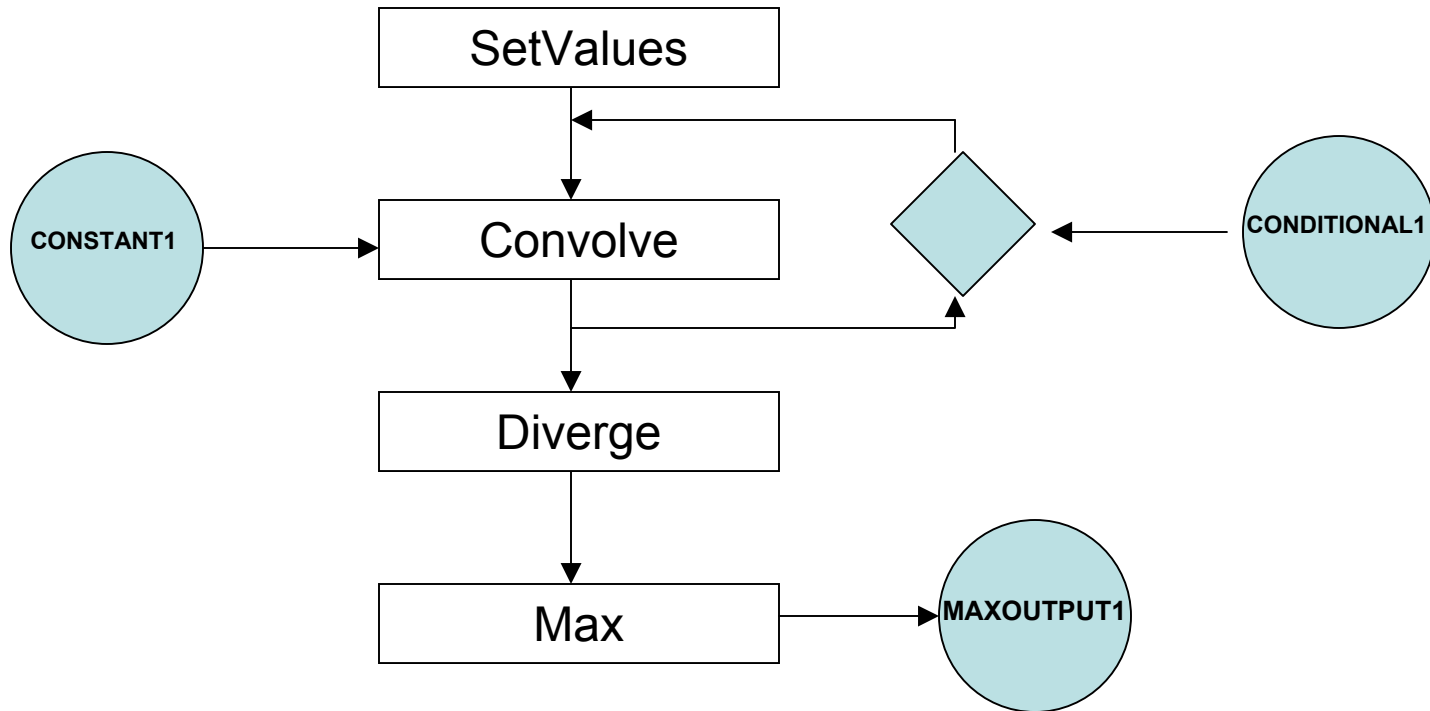 SetValues
CONSTANT1
Convolve
CONDITIONAL1
Diverge
Max
MAXOUTPUT1